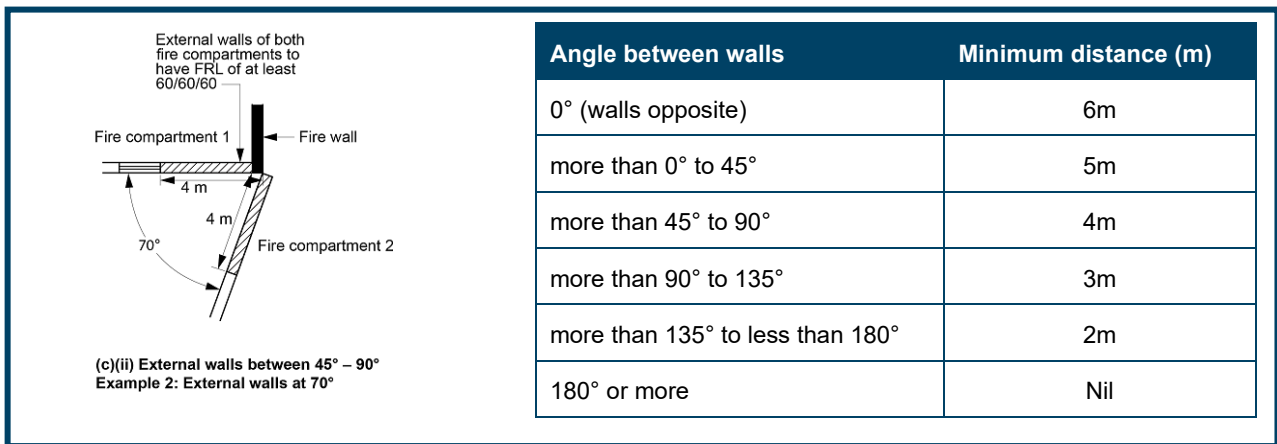 External walls of both
fire compartments to
have FRL of at least
60/60/60
Fire compartment 1
Fire wall
4 m
4 m
70°
Fire compartment 2
(c)(ii) External walls between 45° – 90°
Example 2: External walls at 70°
Angle between walls Minimum distance (m)
0° (walls opposite) 6m
more than 0° to 45° 5m
more than 45° to 90° 4m
more than 90° to 135° 3m
more than 135° to less than 180° 2m
180° or more Nil